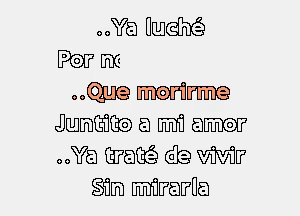 ..Ya luché
Por n
..Que morirme
Juntito a mi amor
..Ya traté de vivir
Sin mirarla